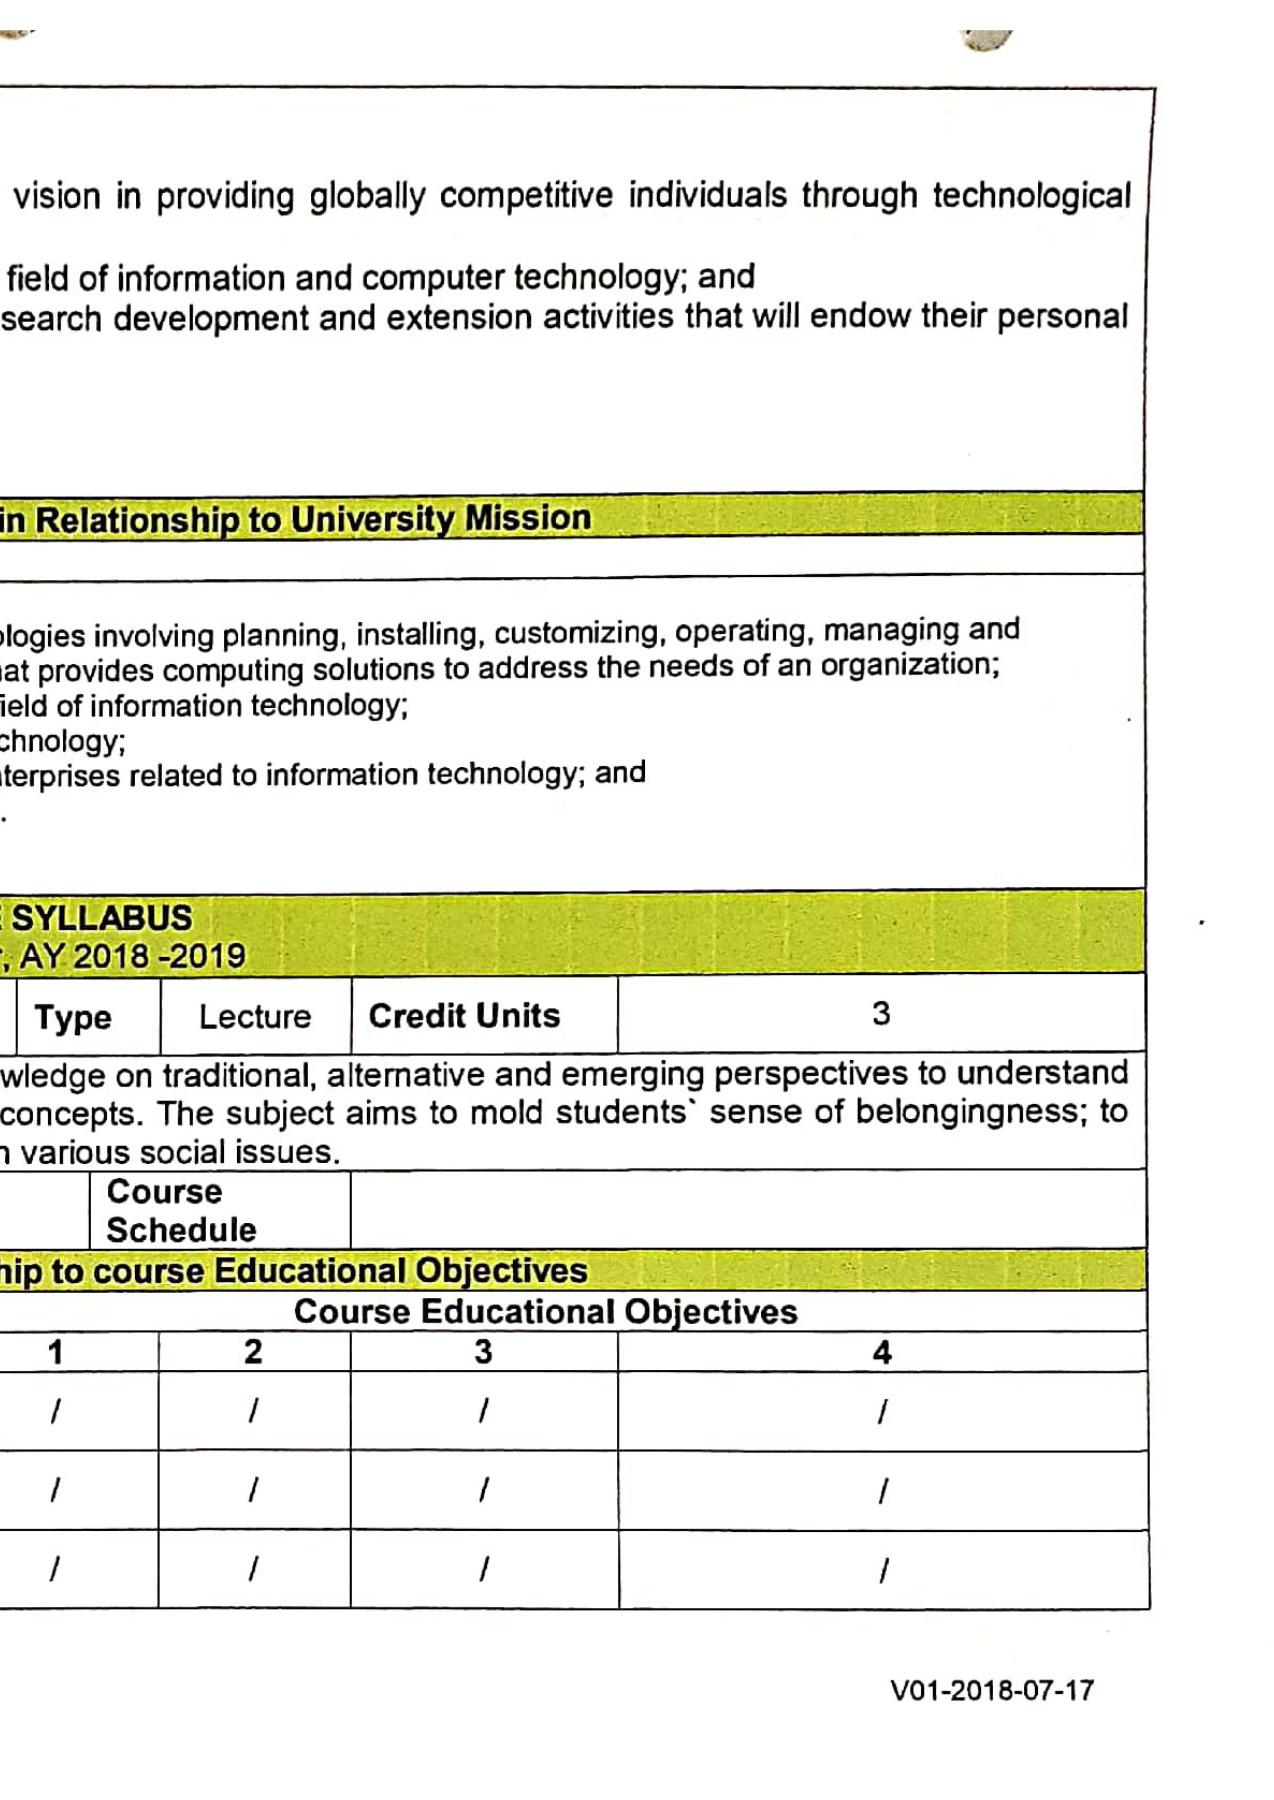 vision in providing globally competitive individuals through technological
field of information and computer technology; and
search development and extension activities that will endow their personal
in Relationship to University Mission
ologies involving planning, installing, customizing, operating, managing and
at provides computing solutions to address the needs of an organization;
ield of information technology;
chnology;
terprises related to information technology; and
.
SYLLABUS
, AY 2018 -2019
Type Lecture Credit Units 3
wledge on traditional, alternative and emerging perspectives to understand
concepts. The subject aims to mold students` sense of belongingness; to
n various social issues.
Course
Schedule
hip to course Educational Objectives
Course Educational Objectives
1 2 3 4
/ / / /
/ / / /
/ / / /
V01-2018-07-17